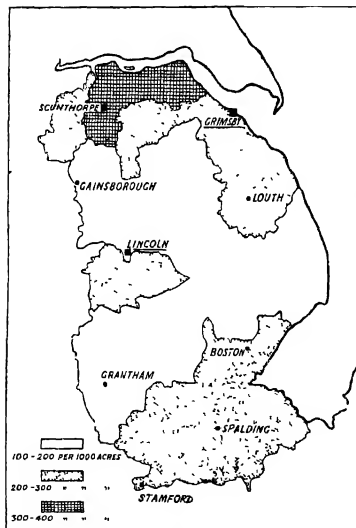 SCUNTHORPE
GRIMSBY
GAINSBOROUGH
LOUTH
LINCOLN
BOSTON
GRANTHAM
SPALDING
100-200 PER 1000 ACRES
200-300 " " "
STAMFORD
300-400 " " "